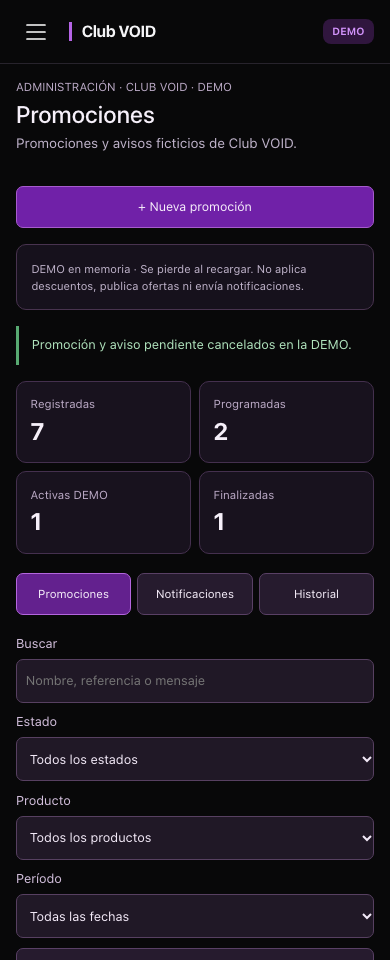 Club VOID
DEMO
ADMINISTRACIÓN · CLUB VOID · DEMO
Promociones
Promociones y avisos ficticios de Club VOID.
+ Nueva promoción
DEMO en memoria · Se pierde al recargar. No aplica
descuentos, publica ofertas ni envía notificaciones.
Promoción y aviso pendiente cancelados en la DEMO.
Registradas
7
Programadas
2
Activas DEMO
1
Finalizadas
1
Promociones
Notificaciones
Historial
Buscar
Nombre, referencia o mensaje
Estado
Todos los estados
Producto
Todos los productos
Período
Todas las fechas